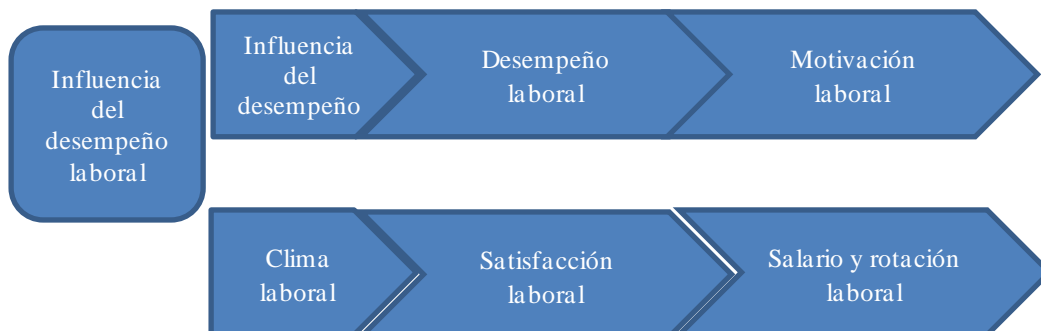 Influencia
del
desempeño
laboral
Influencia
del
desempeño
Desempeño
laboral
Motivación
laboral
Clima
laboral
Satisfacción
laboral
Salario y rotación
laboral